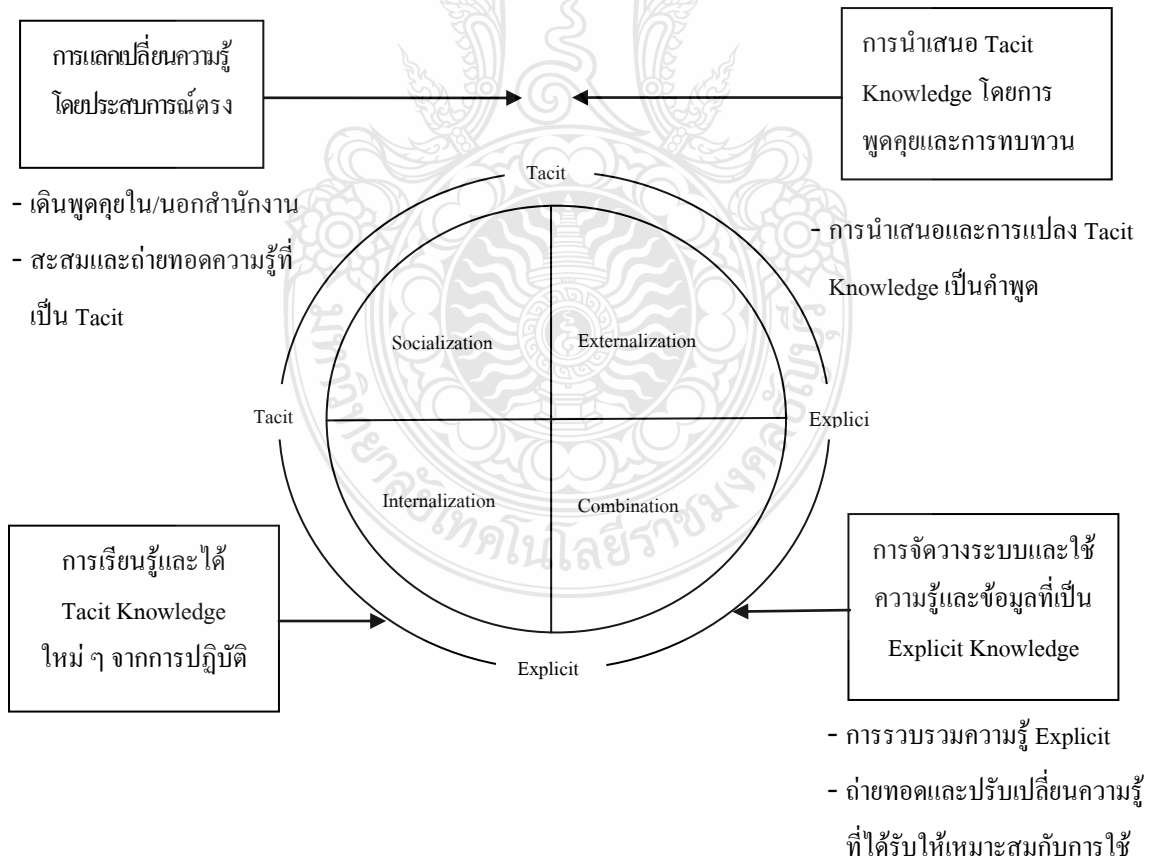 การแลกเปลี่ยนความรู้
โดยประสบการณ์ตรง
- เดินพูดคุยใน/นอกสำนักงาน
- สะสมและถ่ายทอดความรู้ที่
เป็น Tacit
การนำเสนอ Tacit
Knowledge โดยการ
พูดคุยและการทบทวน
- การนำเสนอและการแปลง Tacit
Knowledge เป็นคำพูด
Tacit
Socialization
Externalization
Tacit
Explici
Internalization
Combination
Explicit
การเรียนรู้และได้
Tacit Knowledge
ใหม่ ๆ จากการปฏิบัติ
การจัดวางระบบและใช้
ความรู้และข้อมูลที่เป็น
Explicit Knowledge
- การรวบรวมความรู้ Explicit
- ถ่ายทอดและปรับเปลี่ยนความรู้
ที่ได้รับให้เหมาะสมกับการใช้